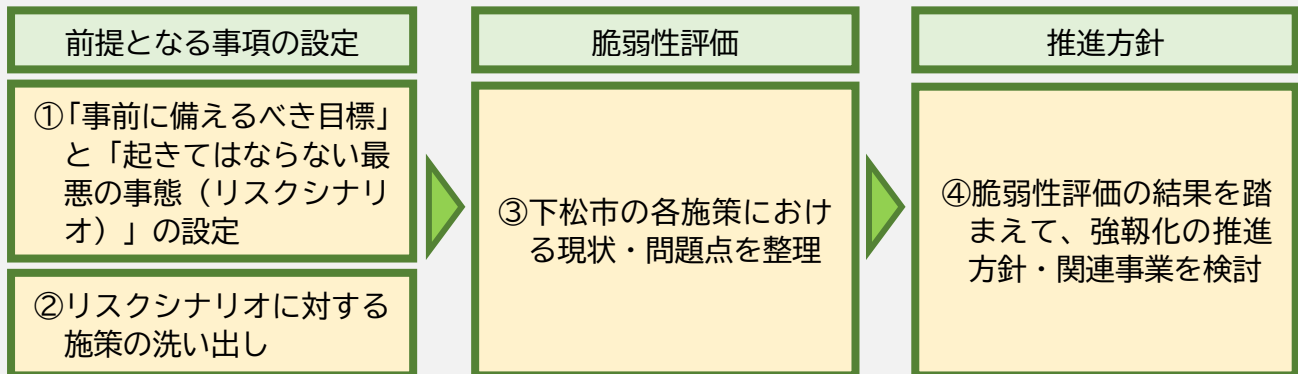 前提となる事項の設定
①「事前に備えるべき目標」
と「起きてはならない最
悪の事態（リスクシナリ
オ）」の設定
②リスクシナリオに対する
施策の洗い出し
脆弱性評価
③下松市の各施策におけ
る現状・問題点を整理
推進方針
④脆弱性評価の結果を踏
まえて、強靱化の推進
方針・関連事業を検討